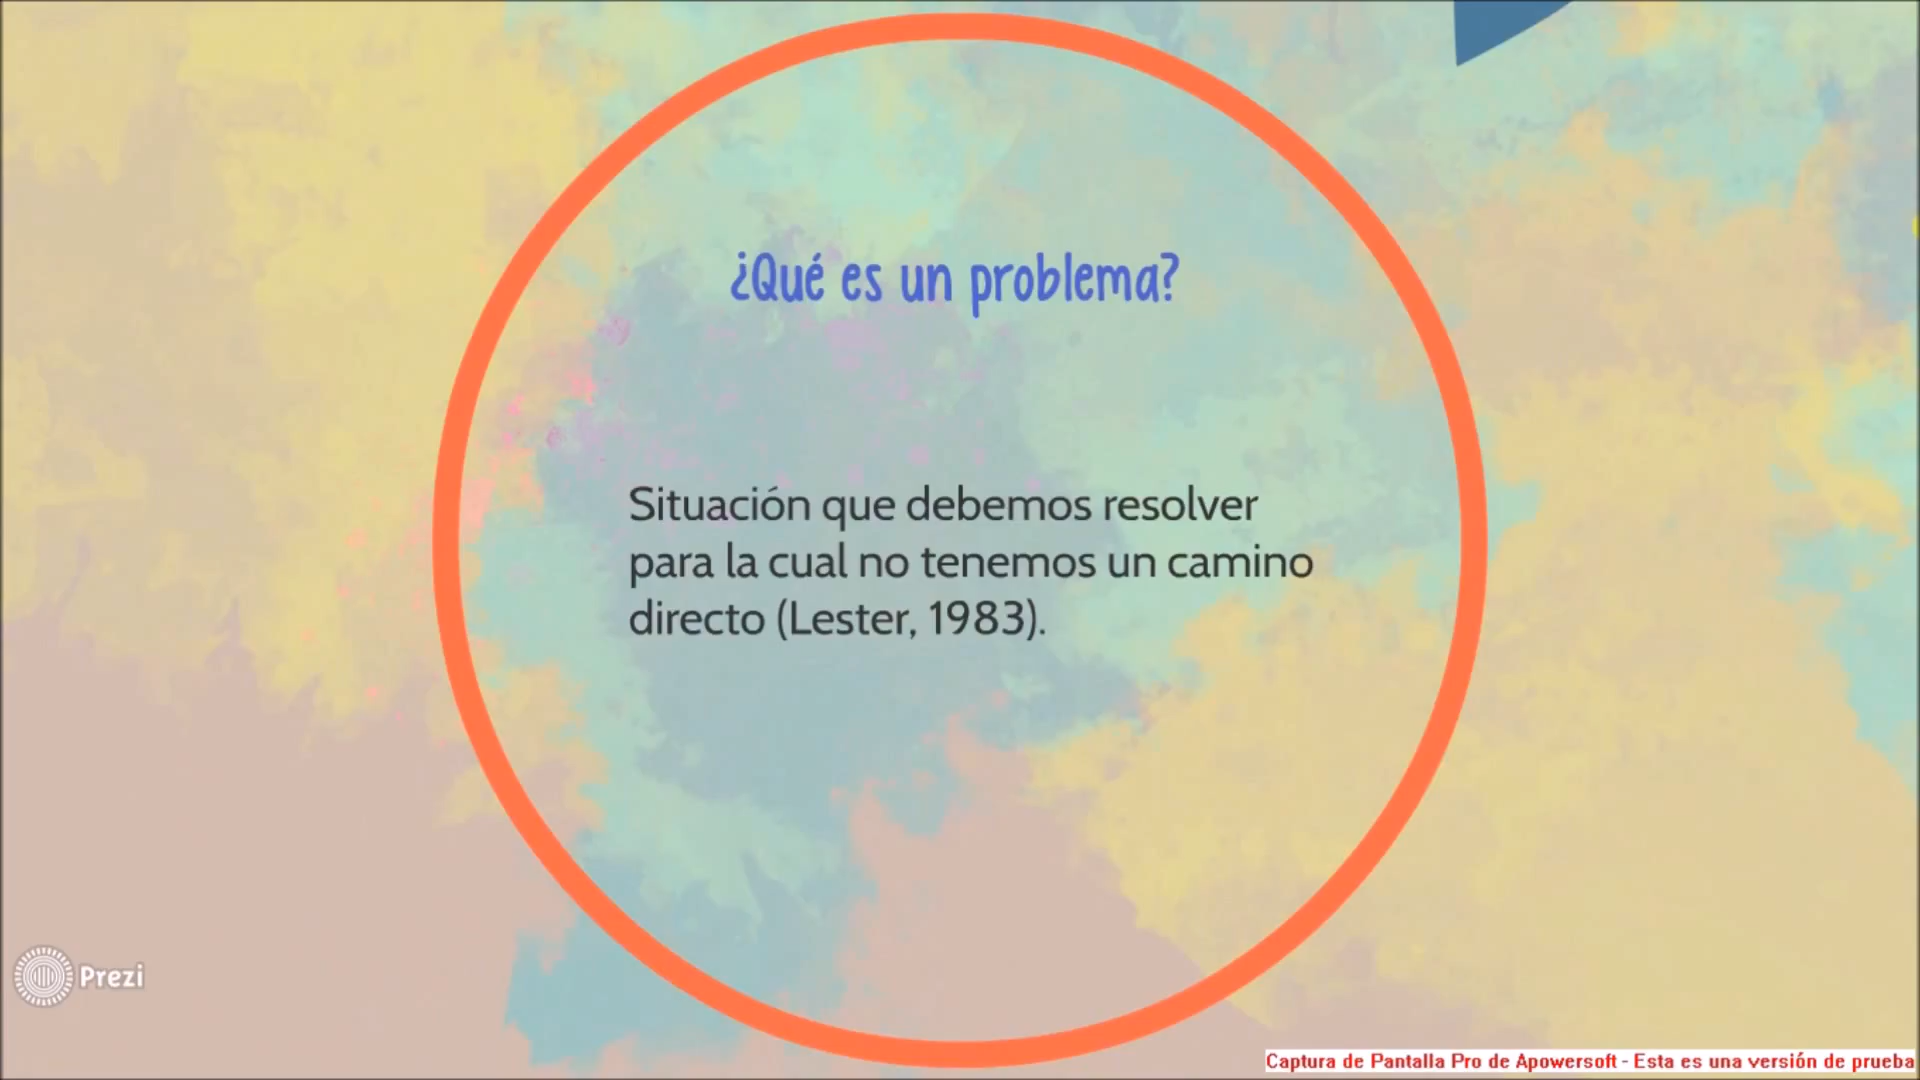 ¿Qué es un problema?
Situación que debemos resolver
para la cual no tenemos un camino
directo (Lester, 1983).
Prezi
Captura de Pantalla Pro de Apowersoft - Esta es una versión de prueba